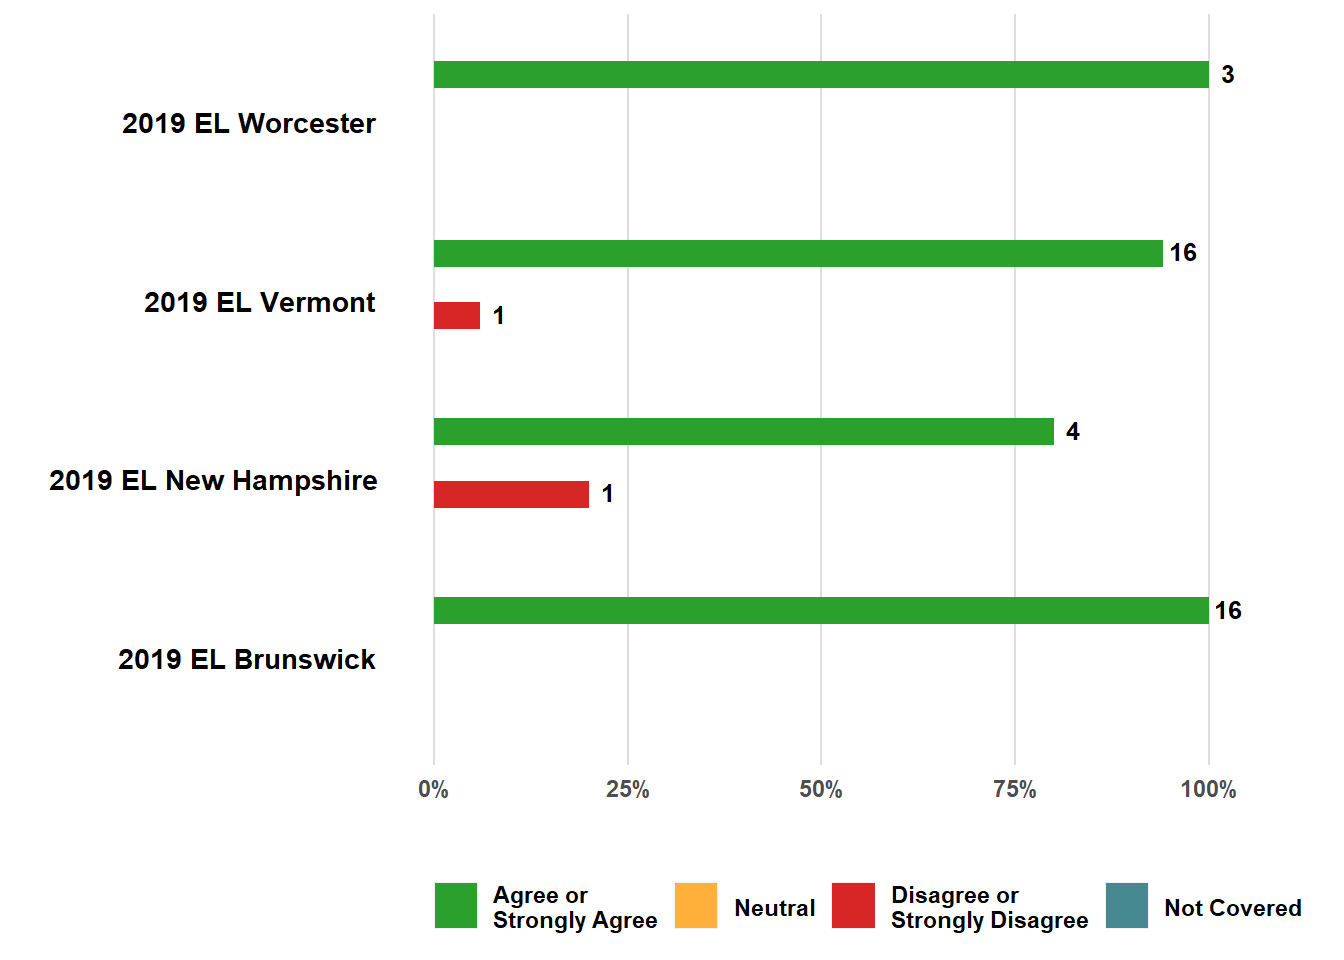 3
2019 EL Worcester
16
2019 EL Vermont
1
4
2019 EL New Hampshire
1
16
2019 EL Brunswick
0%
25%
50%
75%
100%
Agree or
Strongly Agree
Neutral
Disagree or
Strongly Disagree
Not Covered